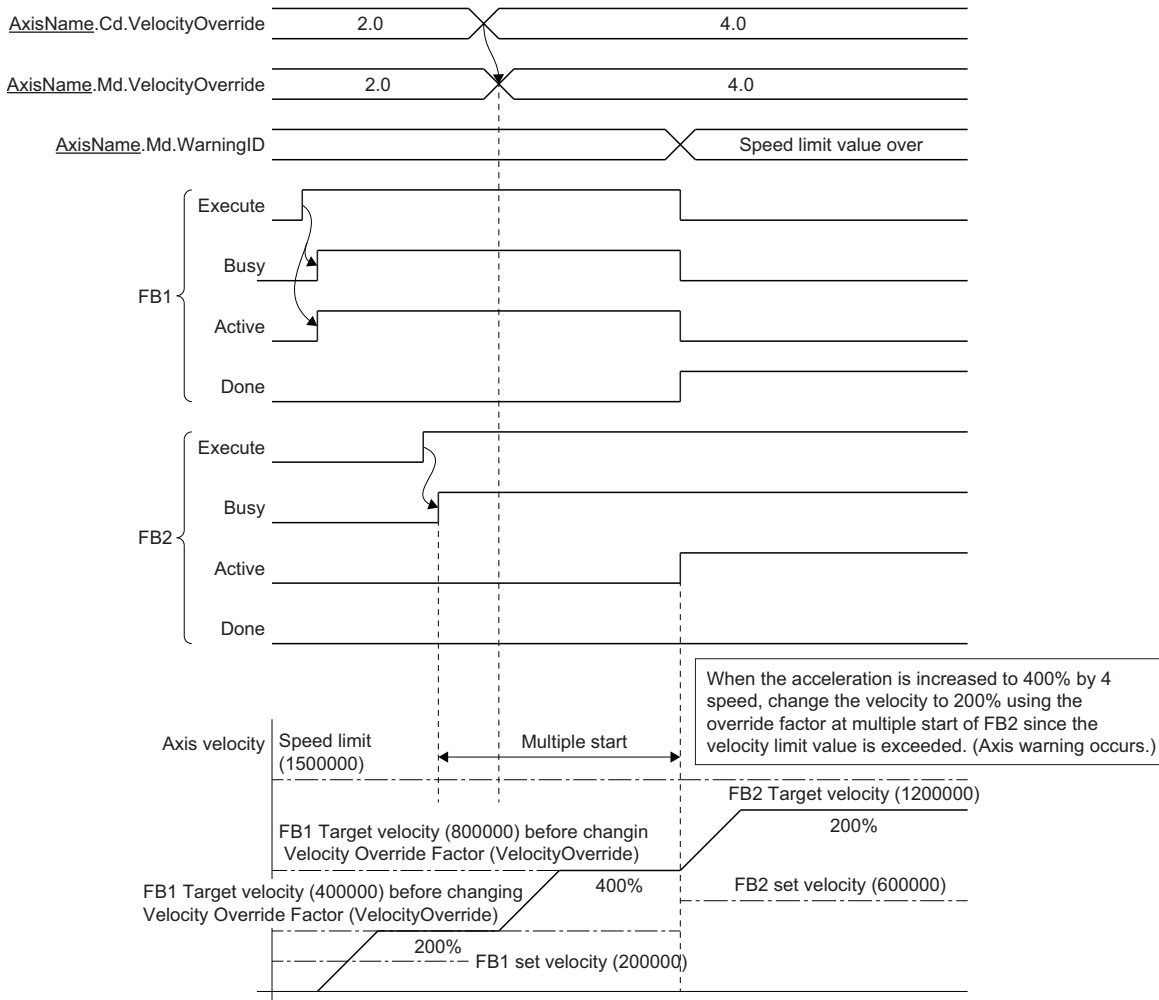 AxisName.Cd.VelocityOverride 2.0 4.0
AxisName.Md.VelocityOverride 2.0 4.0
AxisName.Md.WarningID Speed limit value over
FB1
Execute
Busy
Active
Done
FB2
Execute
Busy
Active
Done
When the acceleration is increased to 400% by 4
speed, change the velocity to 200% using the
override factor at multiple start of FB2 since the
velocity limit value is exceeded. (Axis warning occurs.)
Axis velocity
Speed limit
(1500000)
Multiple start
FB2 Target velocity (1200000)
200%
FB1 Target velocity (800000) before changin
Velocity Override Factor (VelocityOverride)
400%
FB2 set velocity (600000)
FB1 Target velocity (400000) before changing
Velocity Override Factor (VelocityOverride)
200%
FB1 set velocity (200000)